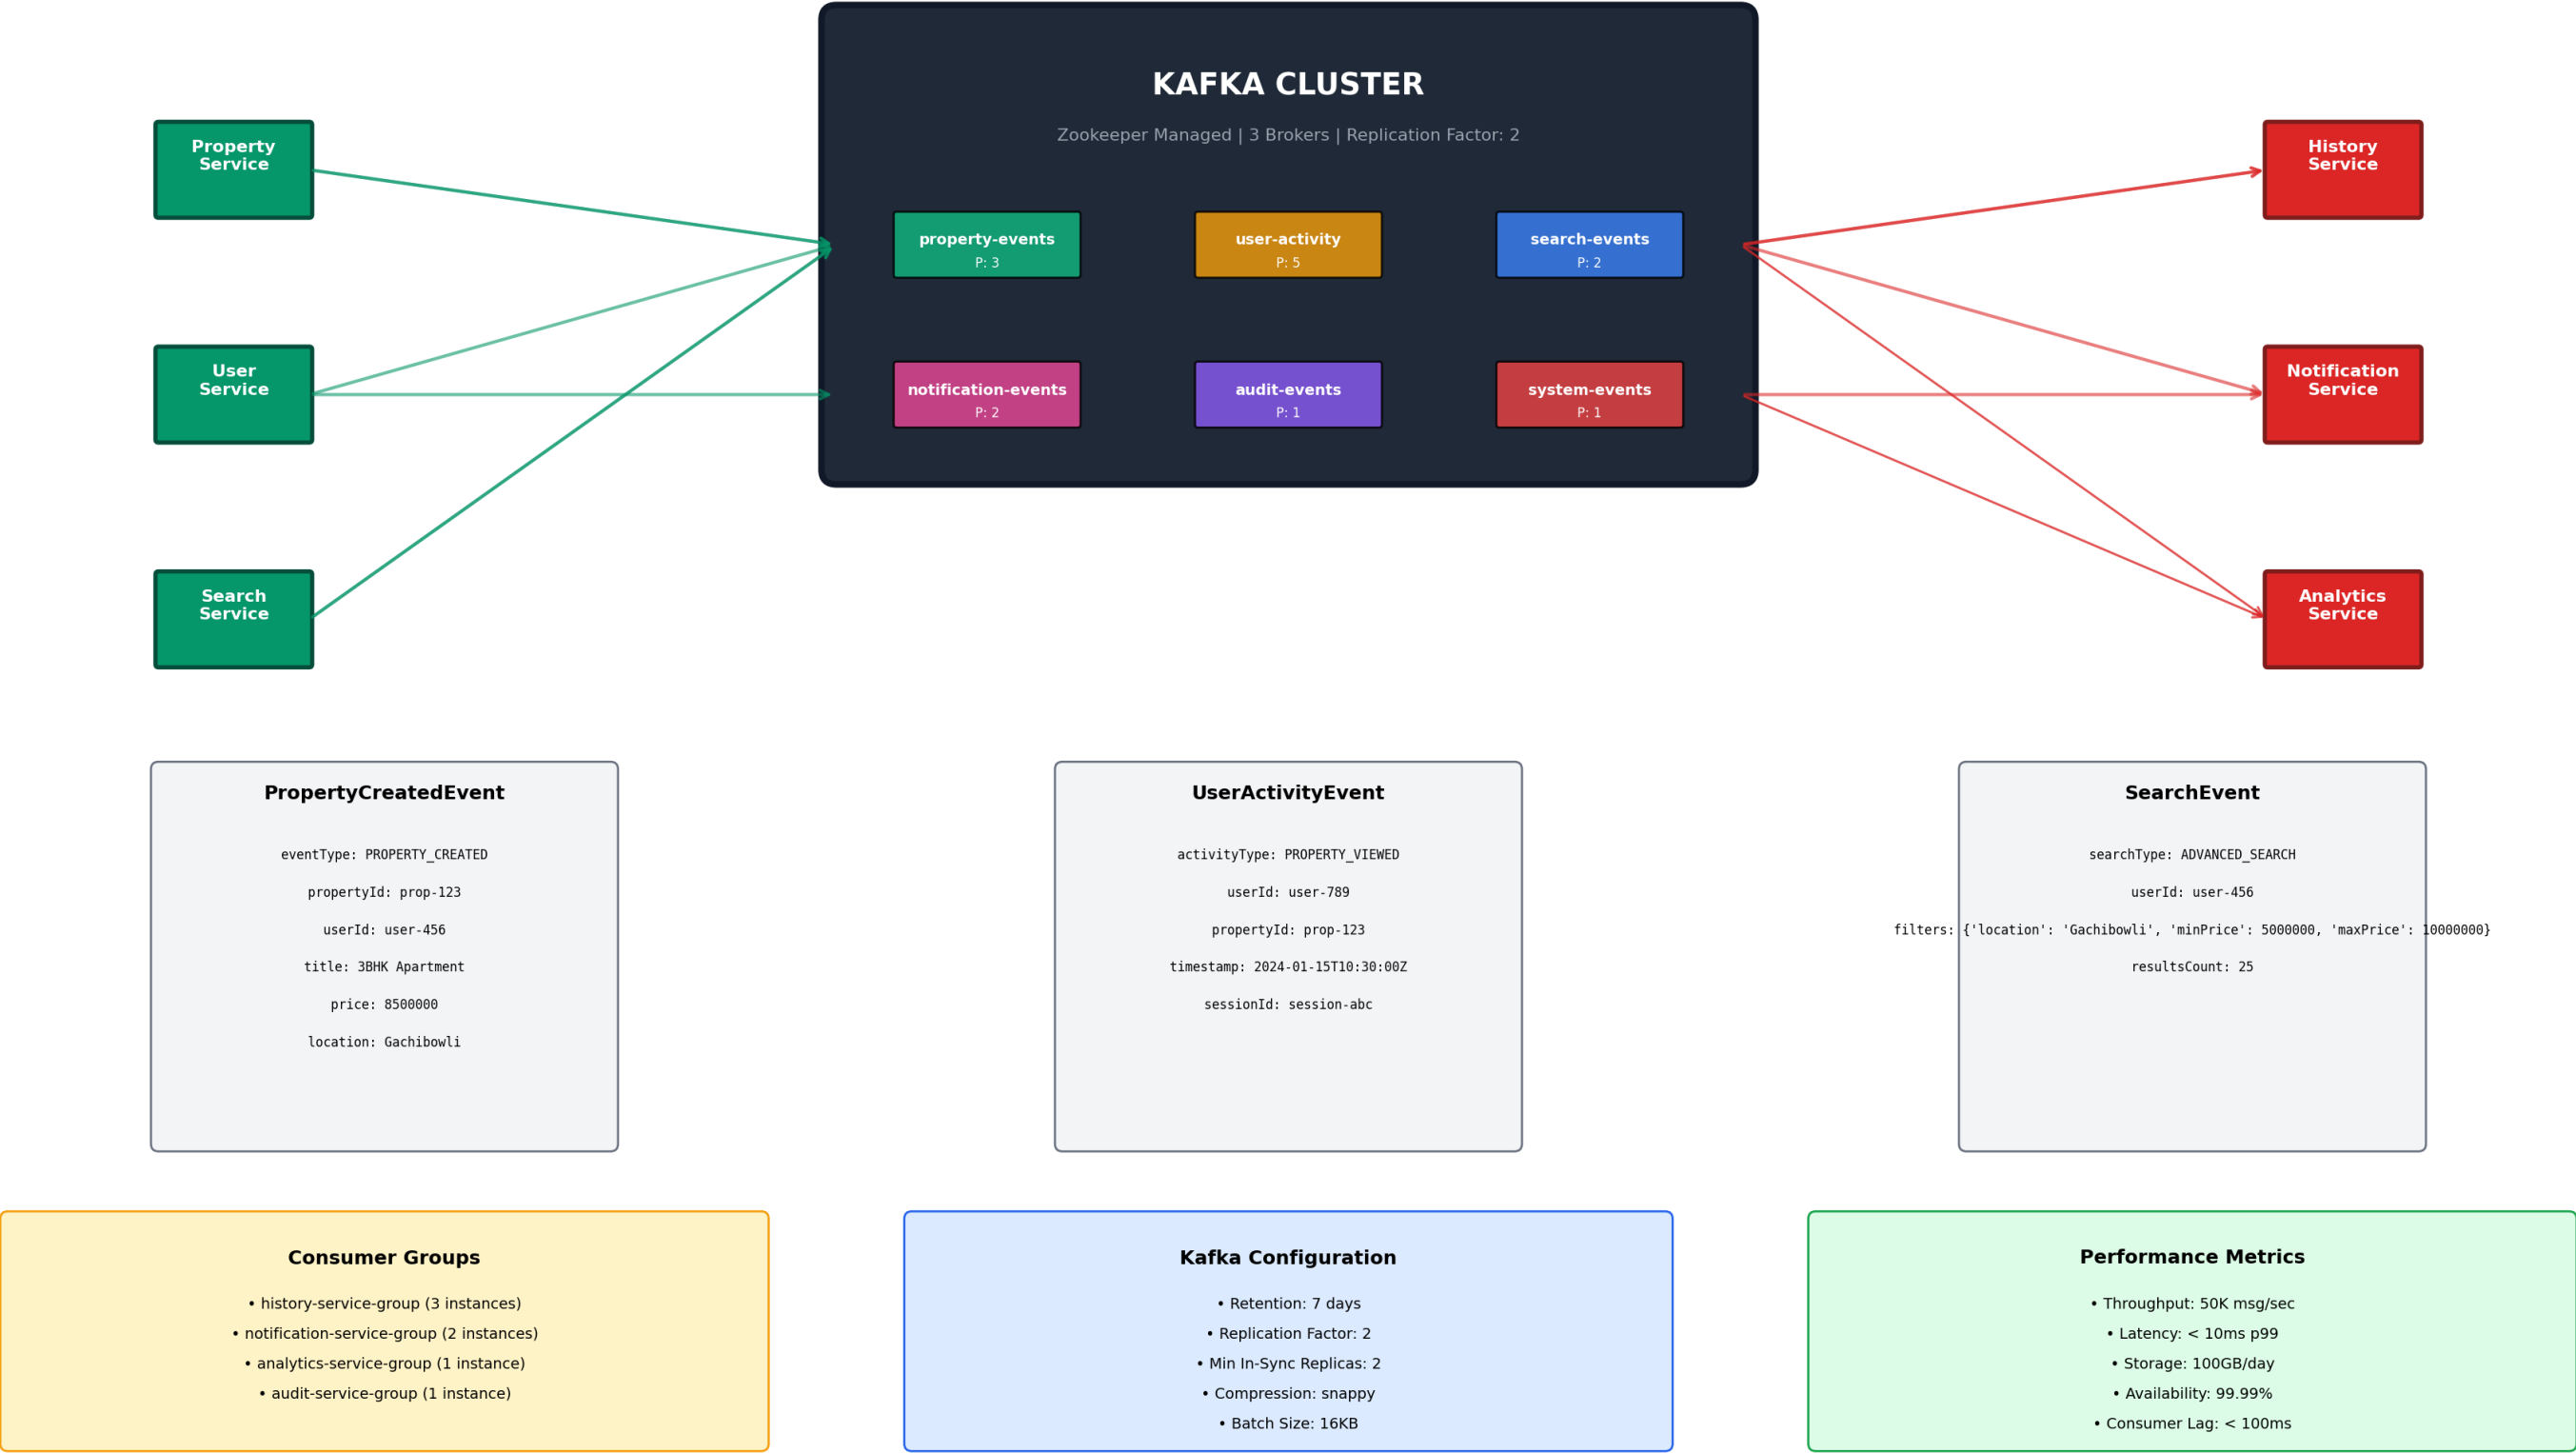 KAFKA CLUSTER
Zookeeper Managed | 3 Brokers | Replication Factor: 2
Property
Service
User
Service
Search
Service
property-events
P: 3
user-activity
P: 5
search-events
P: 2
notification-events
P: 2
audit-events
P: 1
system-events
P: 1
History
Service
Notification
Service
Analytics
Service
PropertyCreatedEvent
eventType: PROPERTY_CREATED
propertyId: prop-123
userId: user-456
title: 3BHK Apartment
price: 8500000
location: Gachibowli
UserActivityEvent
activityType: PROPERTY_VIEWED
userId: user-789
propertyId: prop-123
timestamp: 2024-01-15T10:30:00Z
sessionId: session-abc
SearchEvent
searchType: ADVANCED_SEARCH
userId: user-456
filters: {'location': 'Gachibowli', 'minPrice': 5000000, 'maxPrice': 10000000}
resultsCount: 25
Consumer Groups
• history-service-group (3 instances)
• notification-service-group (2 instances)
• analytics-service-group (1 instance)
• audit-service-group (1 instance)
Kafka Configuration
• Retention: 7 days
• Replication Factor: 2
• Min In-Sync Replicas: 2
• Compression: snappy
• Batch Size: 16KB
Performance Metrics
• Throughput: 50K msg/sec
• Latency: < 10ms p99
• Storage: 100GB/day
• Availability: 99.99%
• Consumer Lag: < 100ms